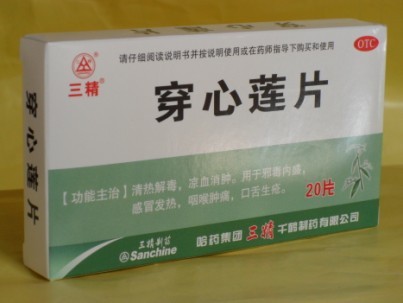 请仔细阅读说明书并按说明使用或在药师指导下购买和使用
OTC
三精®
穿心莲片
穿心莲片
【功能主治】清热解毒，凉血消肿。用于邪毒内盛，
感冒发热，咽喉肿痛，口舌生疮。
20片
三精制药
Sanchine
哈药集团三精千鹤制药有限公司